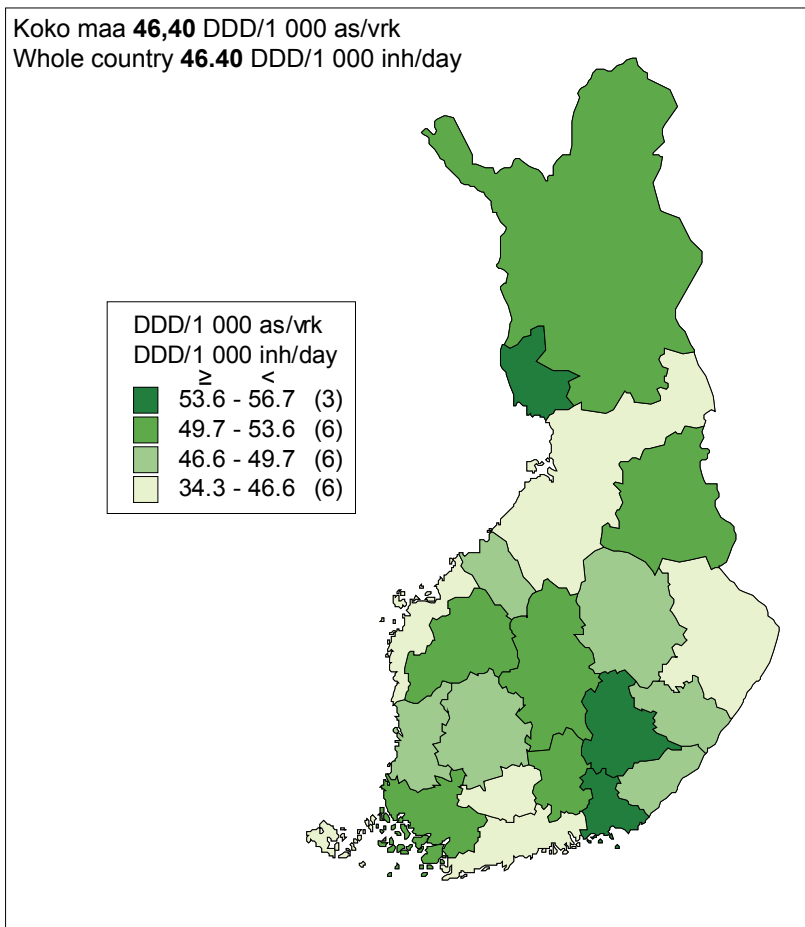 Koko maa 46,40 DDD/1 000 as/vrk
Whole country 46.40 DDD/1 000 inh/day
DDD/1 000 as/vrk
DDD/1 000 inh/day
≥ <
53.6 - 56.7 (3)
49.7 - 53.6 (6)
46.6 - 49.7 (6)
34.3 - 46.6 (6)